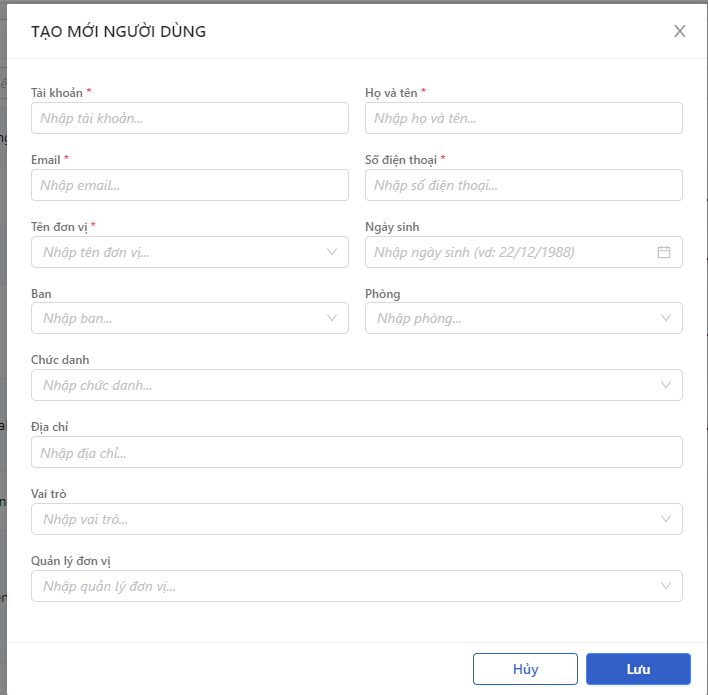 TẠO MỚI NGƯỜI DÙNG
Tài khoản *
Họ và tên *
Nhập tài khoản...
Nhập họ và tên...
Email *
Số điện thoại *
Nhập email...
Nhập số điện thoại...
Tên đơn vị *
Ngày sinh
Nhập tên đơn vị...
Nhập ngày sinh (vd: 22/12/1988)
Ban
Phòng
Nhập ban...
Nhập phòng...
Chức danh
Nhập chức danh...
Địa chỉ
Nhập địa chỉ...
Vai trò
Nhập vai trò...
Quản lý đơn vị
Nhập quản lý đơn vị...
Hủy
Lưu